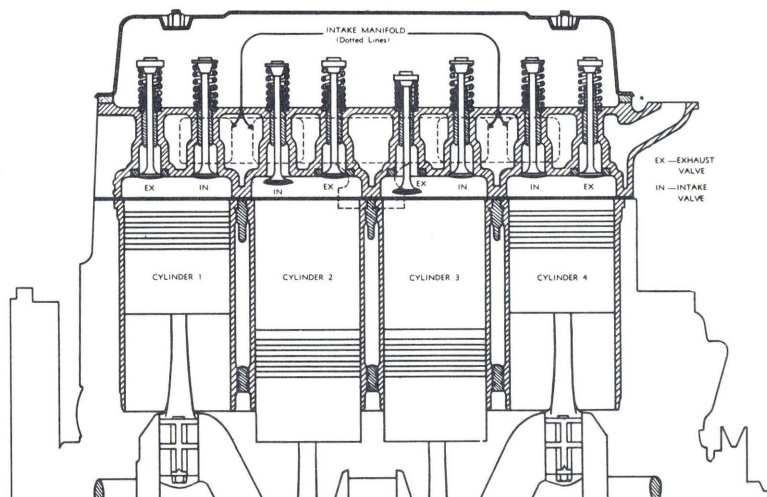 INTAKE MANIFOLD
(Dotted Lines)
EX —EXHAUST
VALVE
IN —INTAKE
VALVE
EX
IN
IN
EX
EX
IN
IN
EX
CYLINDER 1
CYLINDER 2
CYLINDER 3
CYLINDER 4